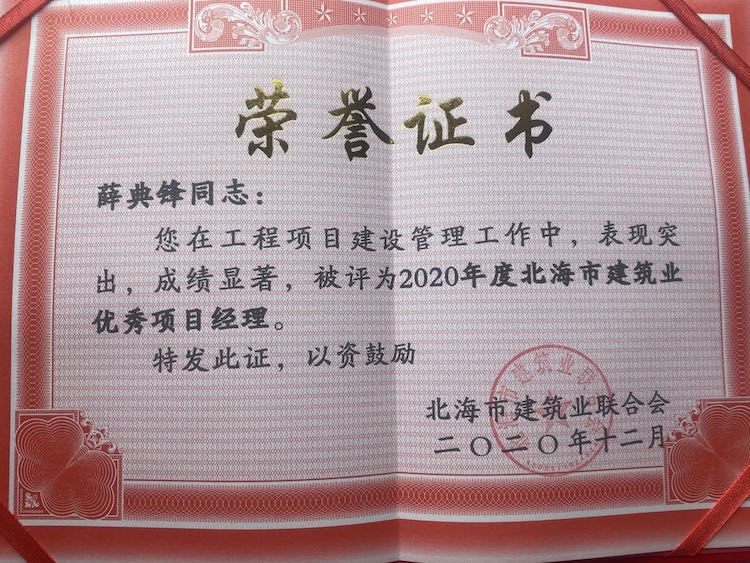 荣誉证书
薛典锋同志：
您在工程项目建设管理工作中，表现突
出，成绩显著，被评为2020年度北海市建筑业
优秀项目经理。
特发此证，以资鼓励
北海市建筑业联合会
二〇二〇年十二月